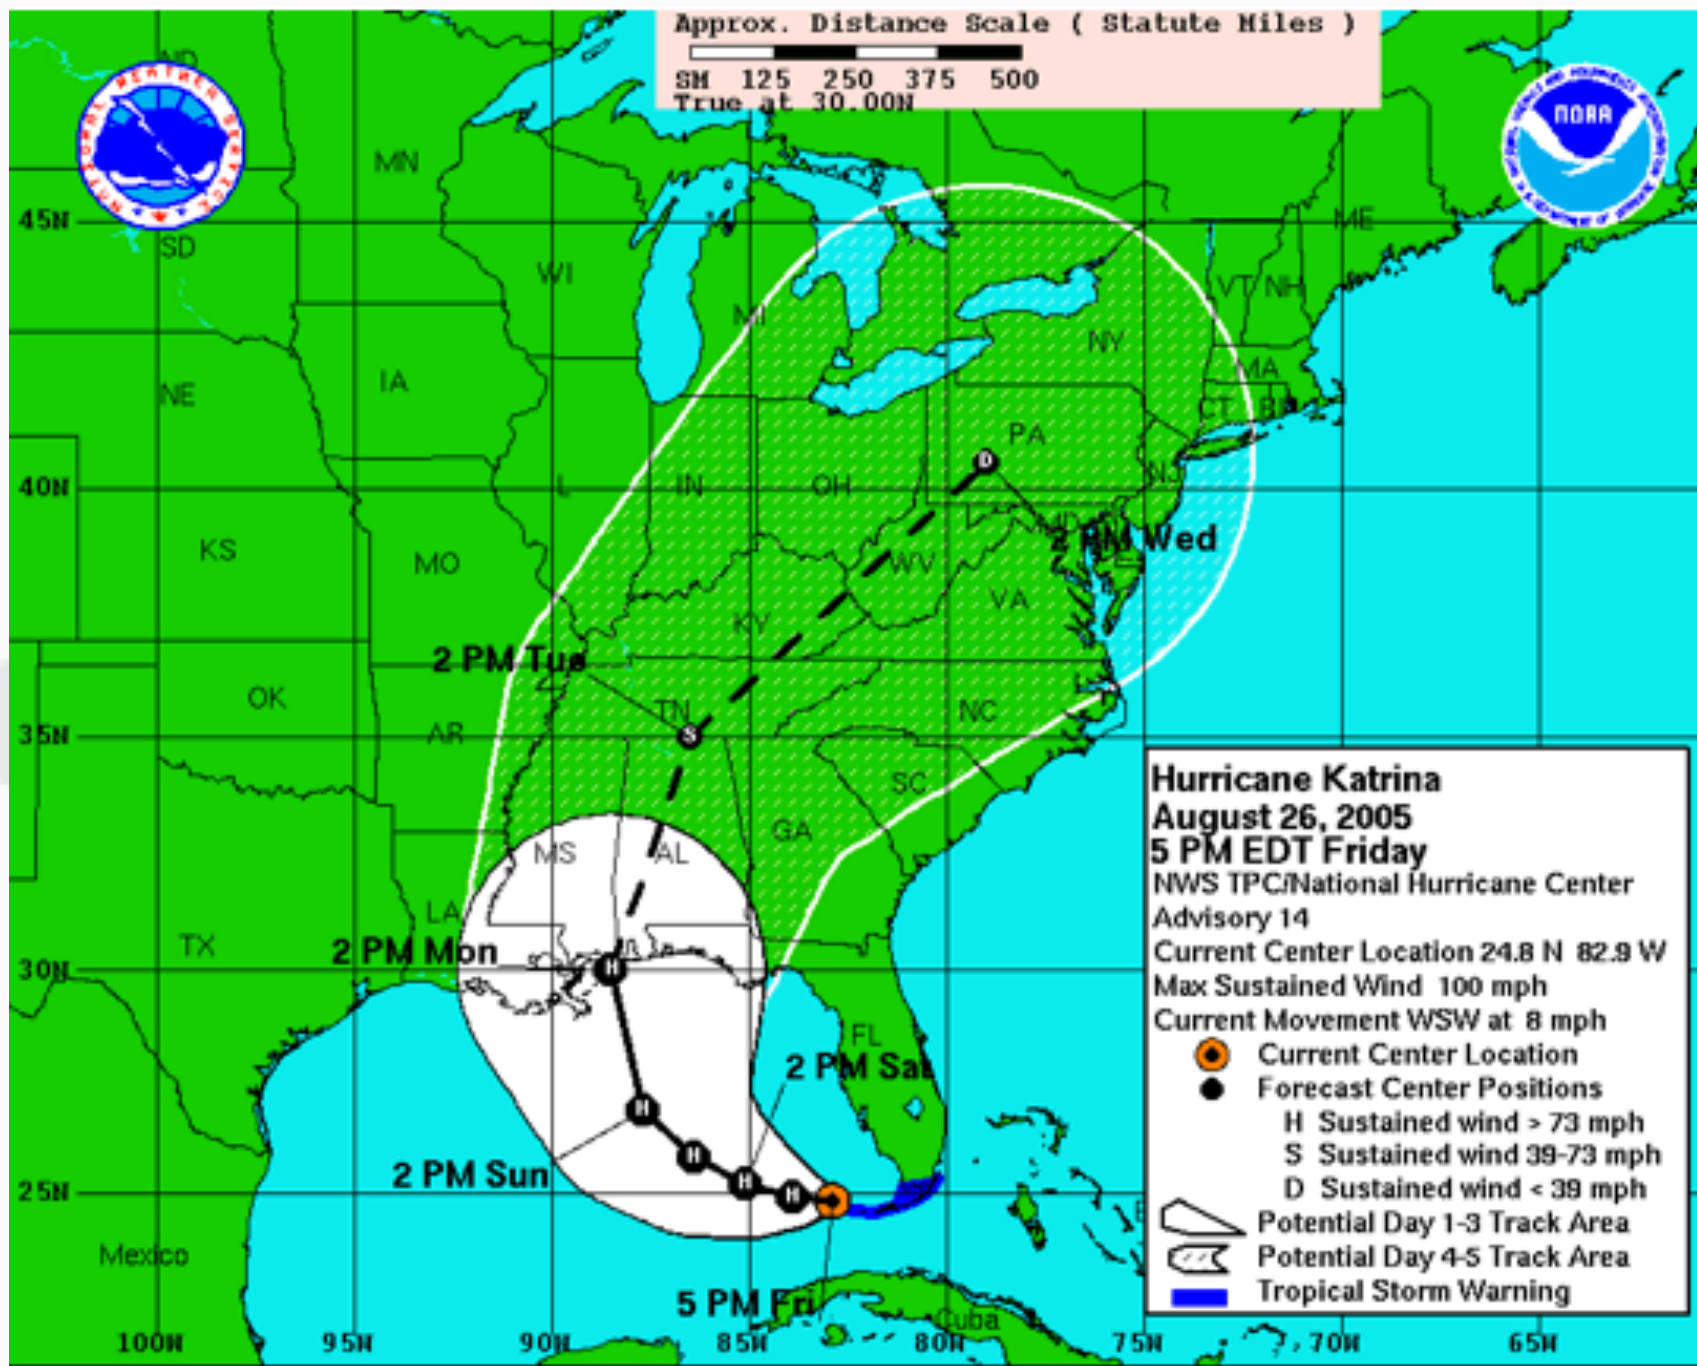 Approx. Distance Scale ( Statute Miles )
SM 125 250 375 500
True at 30.00N
ND
NATIONAL WEATHER SERVICE
NOAA
MN
45N
ME
SD
WI
VT
NH
MI
NY
MA
NE
IA
CT
RI
PA
D
40N
IN
OH
NJ
MD
2 PM Wed
KS
MO
WV
VA
KY
2 PM Tue
OK
TN
NC
35N
AR
S
SC
GA
MS
AL
LA
TX
2 PM Mon
30N
H
FL
2 PM Sat
H
H
2 PM Sun
H
H
25N
Mexico
5 PM Fri
Cuba
100W 95W 90W 85W 80W 75W 70W 65W
Hurricane Katrina
August 26, 2005
5 PM EDT Friday
NWS TPC/National Hurricane Center
Advisory 14
Current Center Location 24.8 N 82.9 W
Max Sustained Wind 100 mph
Current Movement WSW at 8 mph
Current Center Location
Forecast Center Positions
H Sustained wind > 73 mph
S Sustained wind 39-73 mph
D Sustained wind < 39 mph
Potential Day 1-3 Track Area
Potential Day 4-5 Track Area
Tropical Storm Warning